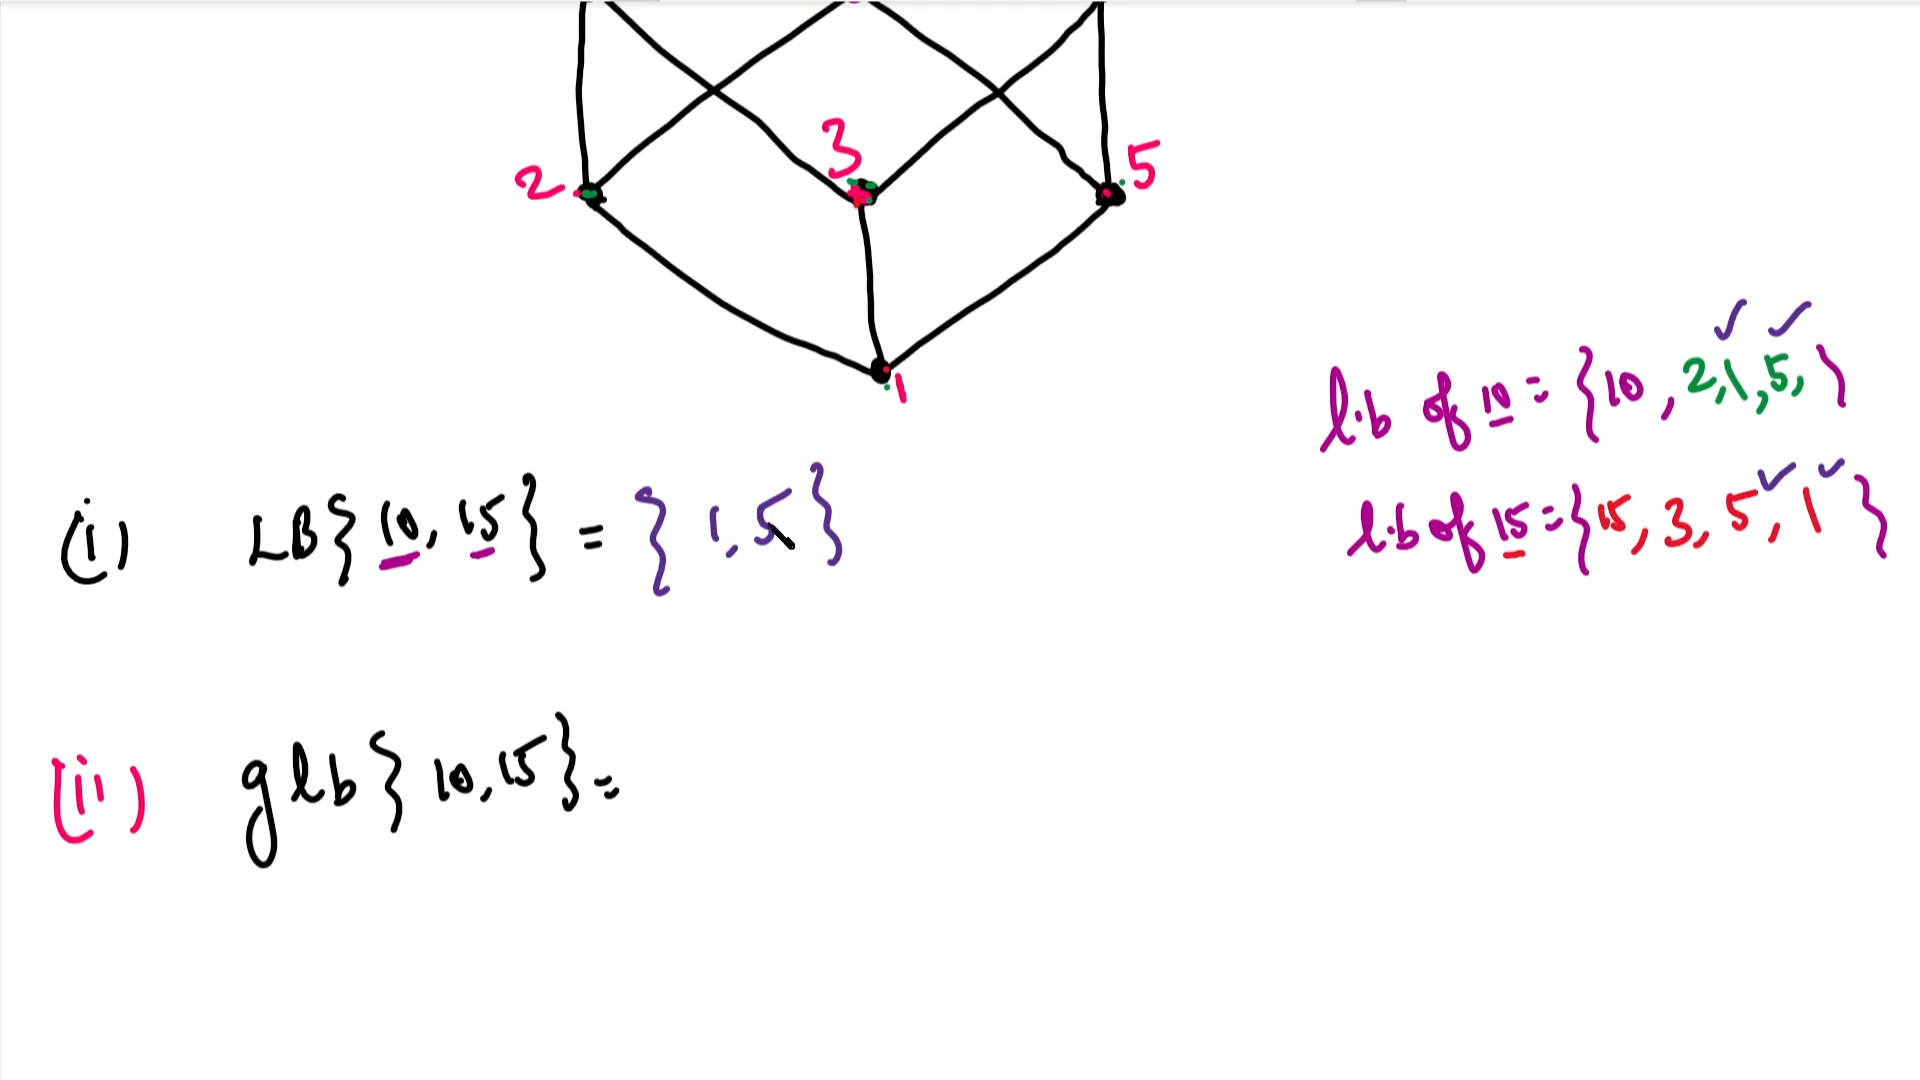 3
5
2
1
l.b of 10 = {10, 2,1,5,}
(i) LB{10, 15} = {1,5}
l.b of 15 = {15, 3, 5, 1}
(ii) glb{10,15} =